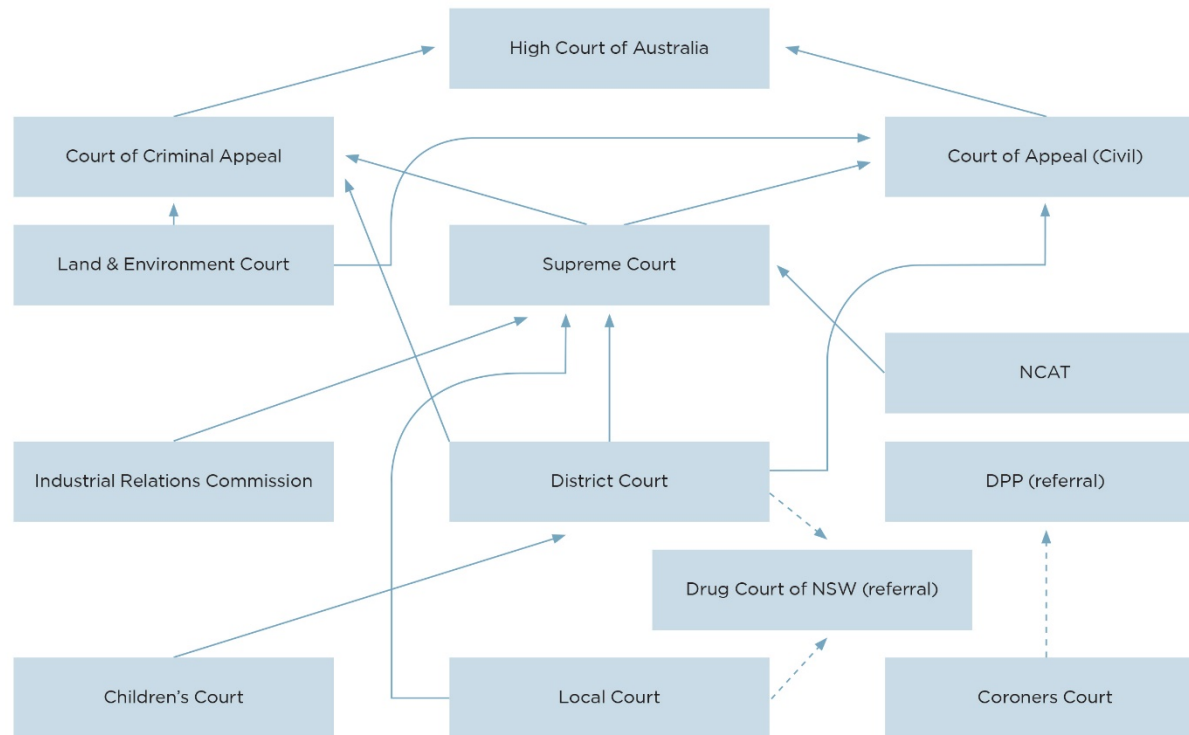 High Court of Australia
Court of Criminal Appeal
Court of Appeal (Civil)
Land & Environment Court
Supreme Court
NCAT
Industrial Relations Commission
District Court
DPP (referral)
Drug Court of NSW (referral)
Children’s Court
Local Court
Coroners Court